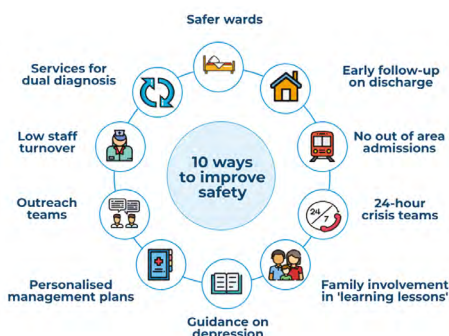 Safer wards
Early follow-up
on discharge
No out of area
admissions
24-hour
crisis teams
Family involvement
in 'learning lessons'
Guidance on
depression
Personalised
management plans
Outreach
teams
Low staff
turnover
Services for
dual diagnosis
10 ways
to improve
safety
24
7